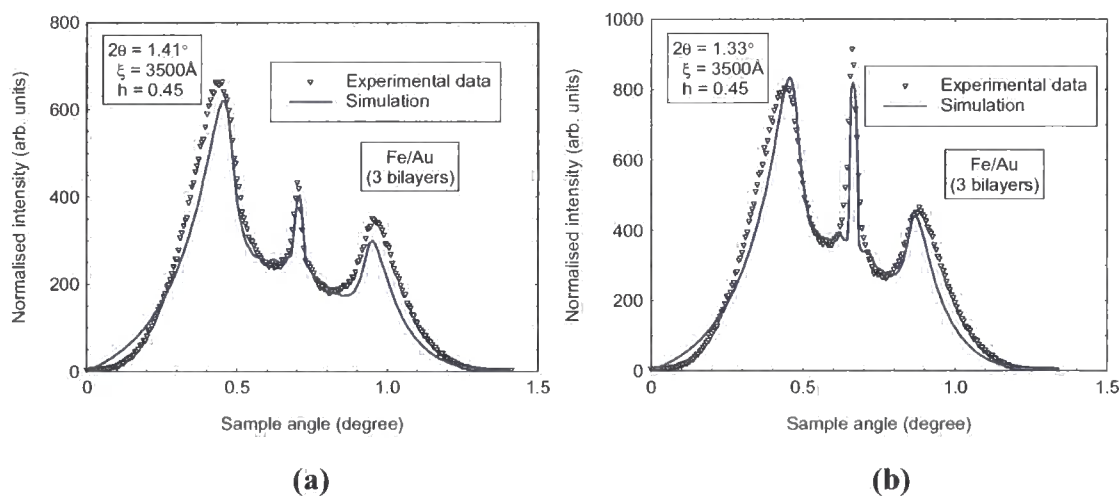 800
600
400
200
0
Normalised intensity (arb. units)
2θ = 1.41°
ξ = 3500Å
h = 0.45
Experimental data
Simulation
Fe/Au
(3 bilayers)
0 0.5 1.0 1.5
Sample angle (degree)
(a)
1000
800
600
400
200
0
Normalised intensity (arb. units)
2θ = 1.33°
ξ = 3500Å
h = 0.45
Experimental data
Simulation
Fe/Au
(3 bilayers)
0 0.5 1.0 1.5
Sample angle (degree)
(b)